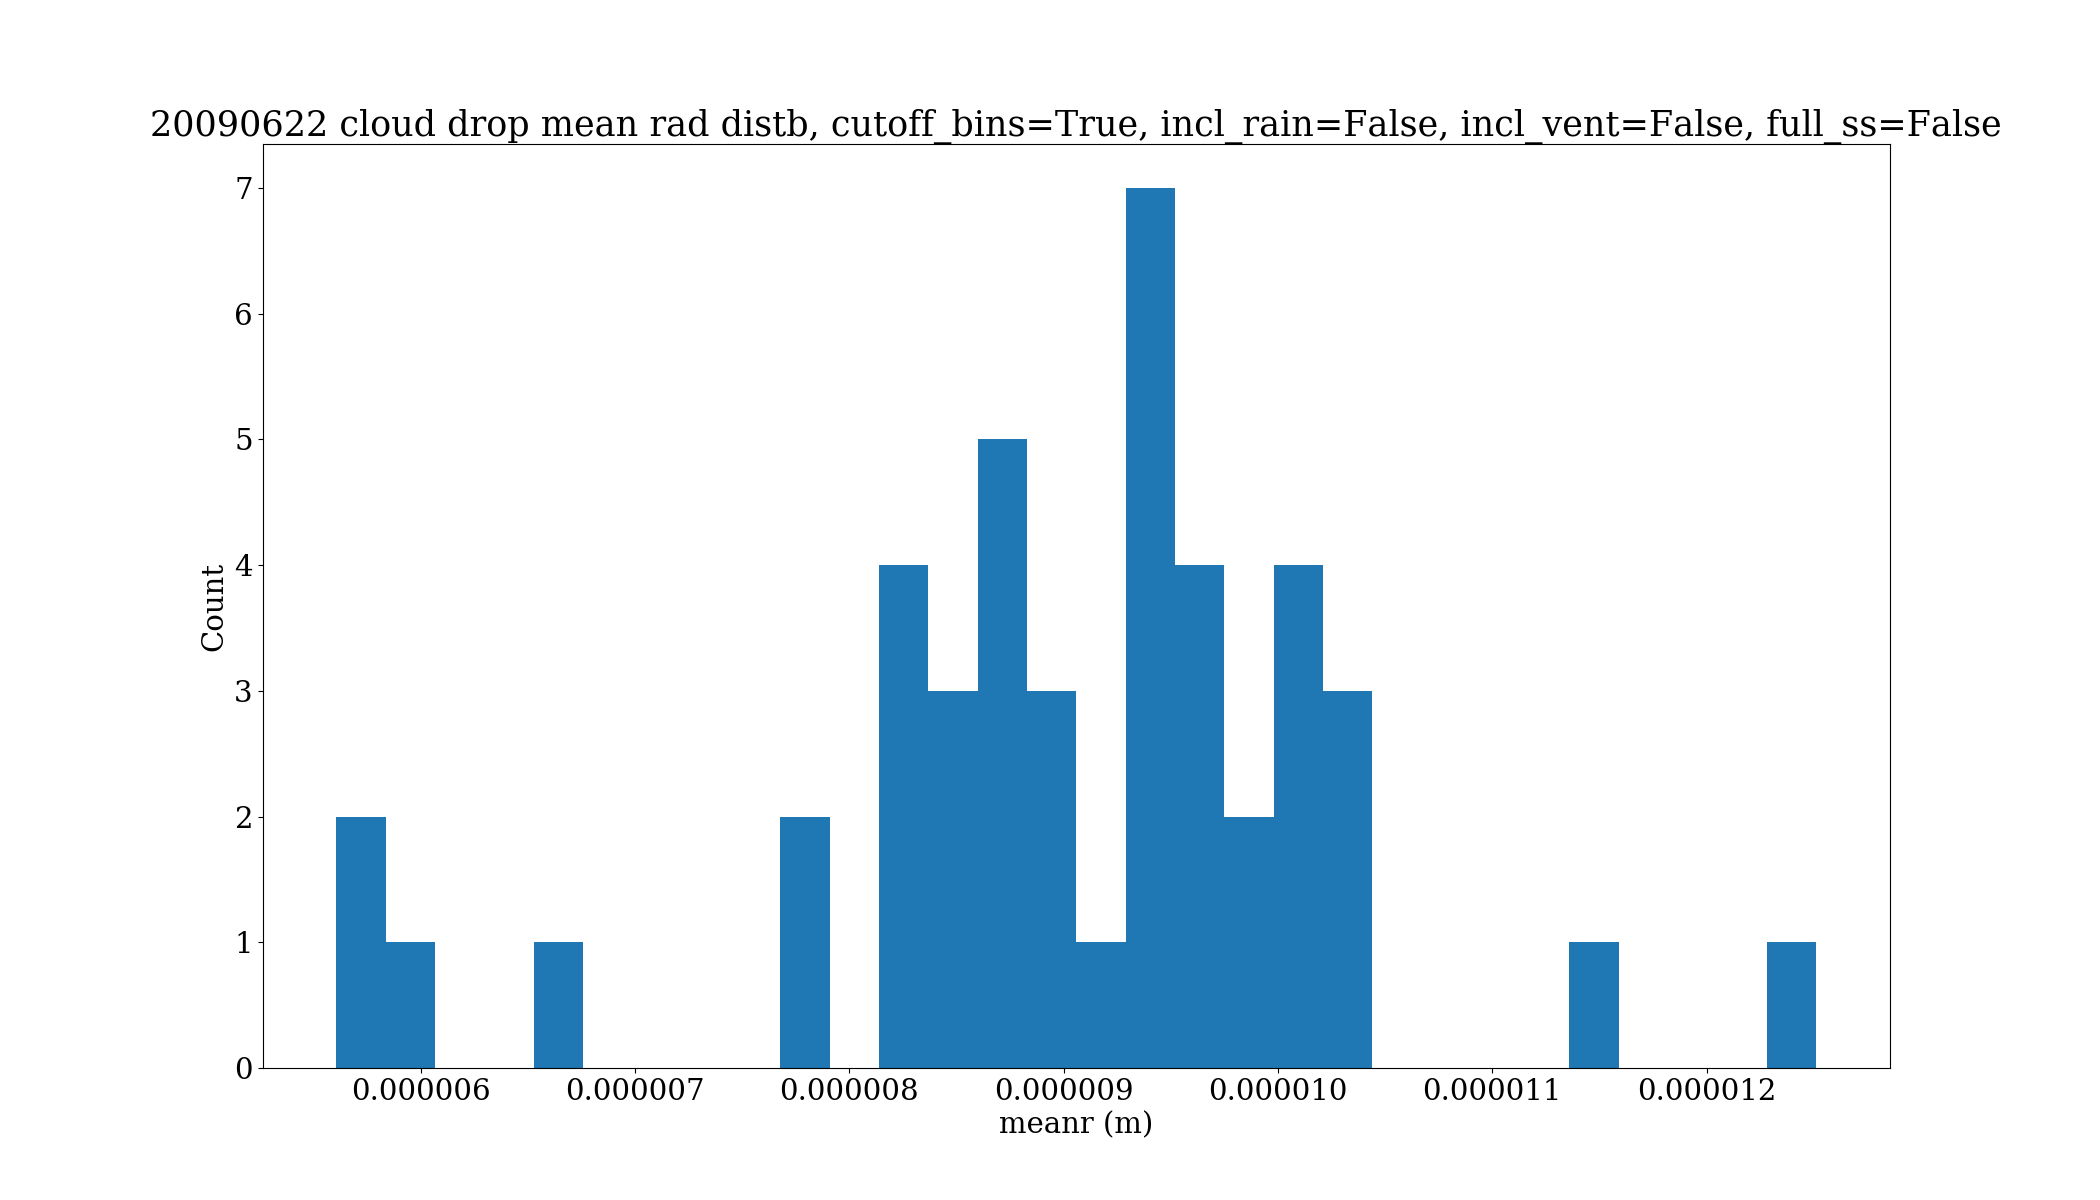 20090622 cloud drop mean rad distb, cutoff_bins=True, incl_rain=False, incl_vent=False, full_ss=False
7
6
5
4
3
2
1
0
Count
0.000006 0.000007 0.000008 0.000009 0.000010 0.000011 0.000012
meanr (m)